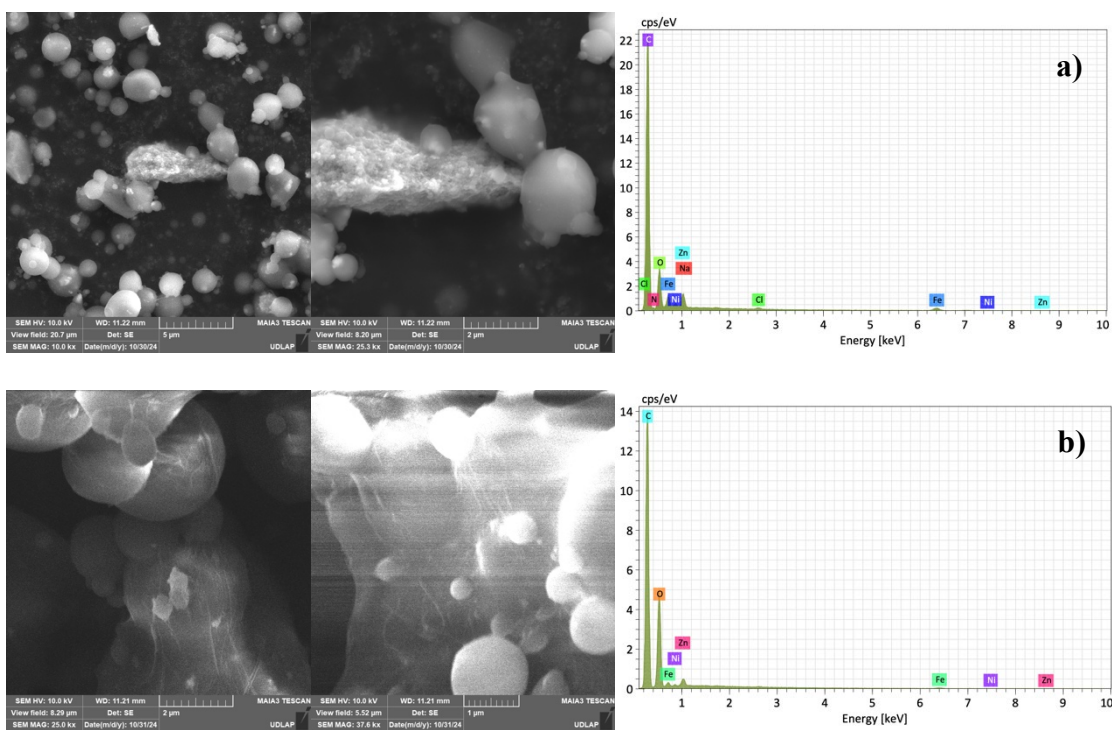 cps/eV
a)
22
20
18
16
14
12
10
8
6
4
2
0
C
O
Zn
Na
Cl
N
Fe
Ni
Cl
Fe
Ni
Zn
1 2 3 4 5 6 7 8 9 10
Energy [keV]
SEM HV: 10.0 kV WD: 11.22 mm MAIA3 TESCAN
View field: 20.7 µm Det: SE 5 µm
SEM MAG: 10.0 kx Date(m/d/y): 10/30/24 UDLAP
SEM HV: 10.0 kV WD: 11.22 mm MAIA3 TESCAN
View field: 8.20 µm Det: SE 2 µm
SEM MAG: 25.3 kx Date(m/d/y): 10/30/24 UDLAP
cps/eV
b)
14
12
10
8
6
4
2
0
C
O
Zn
Ni
Fe
Fe
Ni
Zn
1 2 3 4 5 6 7 8 9 10
Energy [keV]
SEM HV: 10.0 kV WD: 11.21 mm MAIA3 TESCAN
View field: 8.29 µm Det: SE 2 µm
SEM MAG: 25.0 kx Date(m/d/y): 10/31/24 UDLAP
SEM HV: 10.0 kV WD: 11.21 mm MAIA3 TESCAN
View field: 5.52 µm Det: SE 1 µm
SEM MAG: 37.6 kx Date(m/d/y): 10/31/24 UDLAP